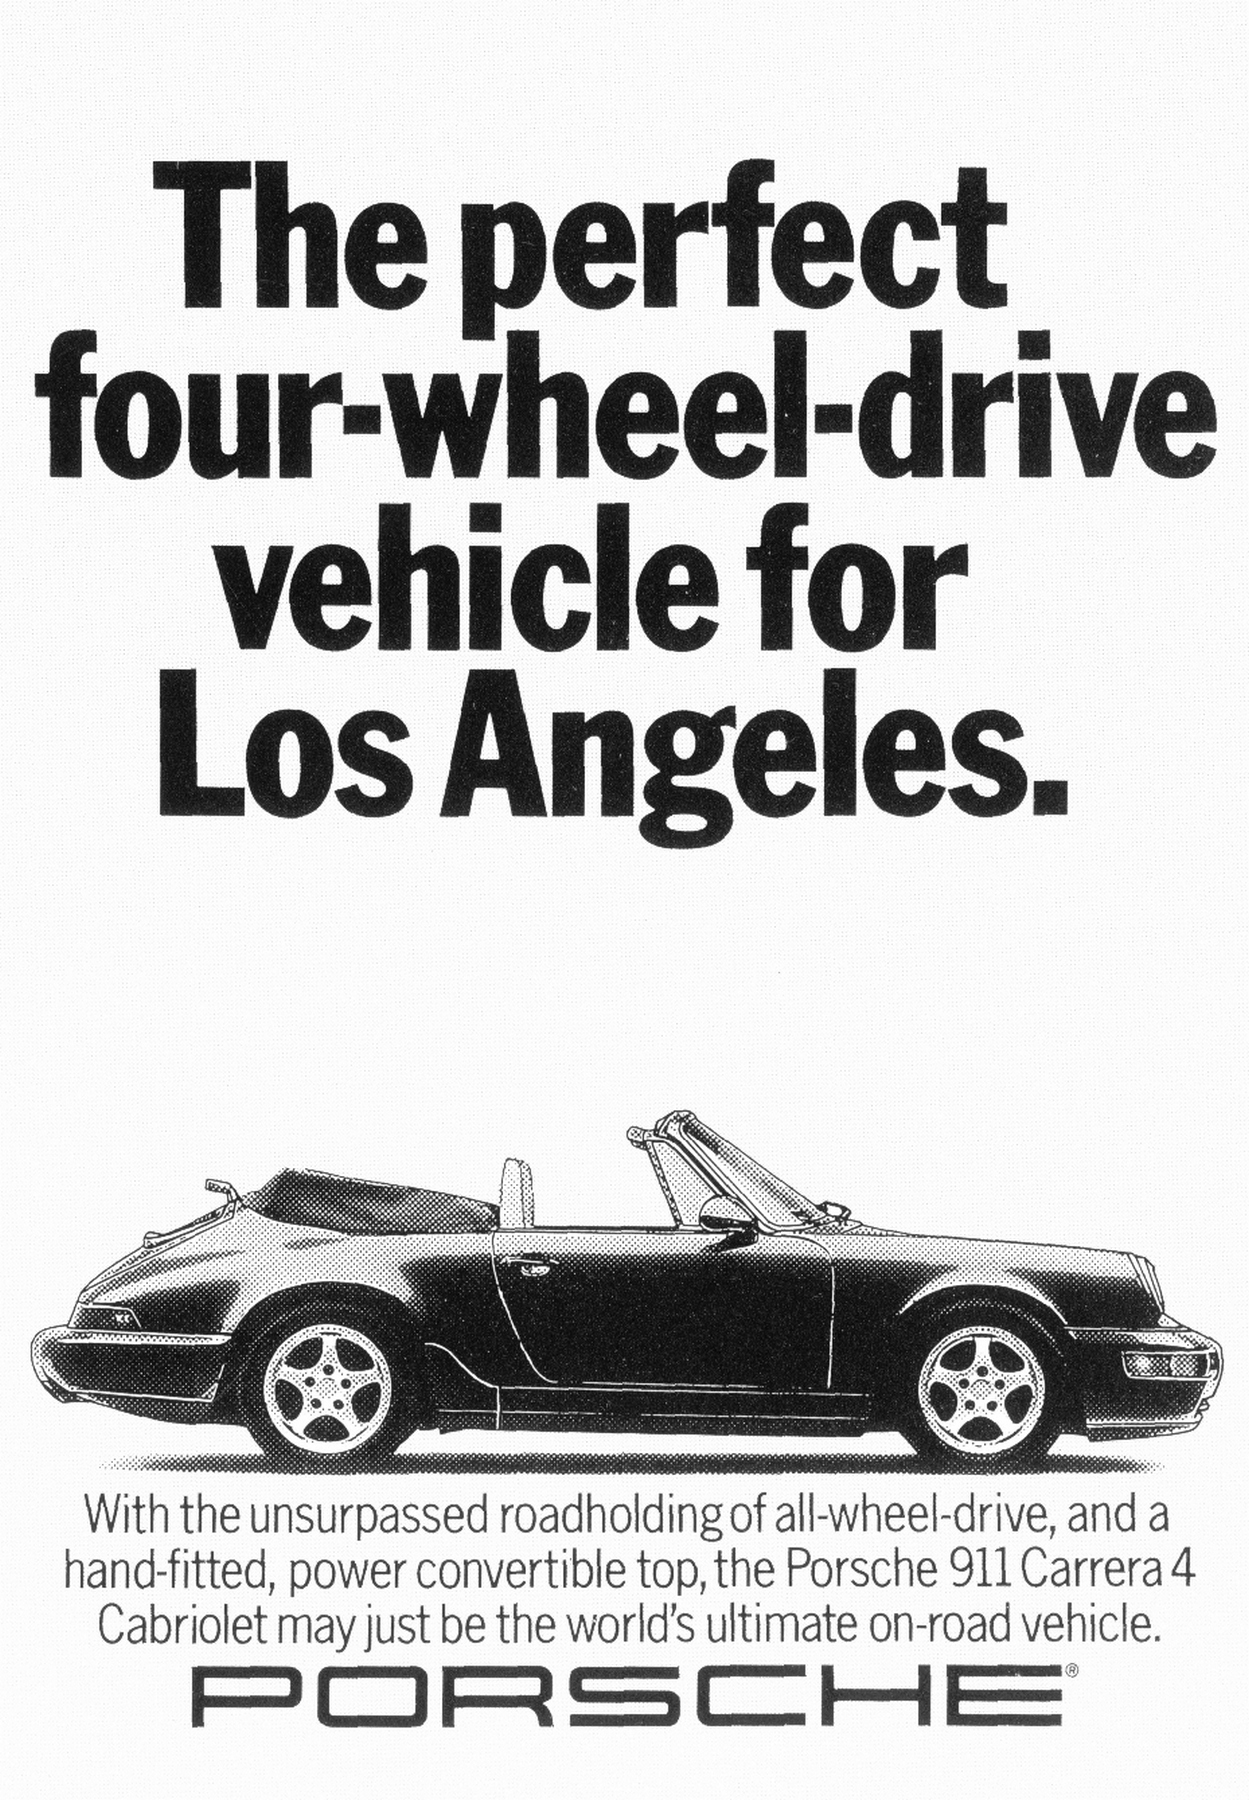 The perfect
four-wheel-drive
vehicle for
Los Angeles.
With the unsurpassed roadholding of all-wheel-drive, and a
hand-fitted, power convertible top, the Porsche 911 Carrera 4
Cabriolet may just be the world's ultimate on-road vehicle.
PORSCHE®